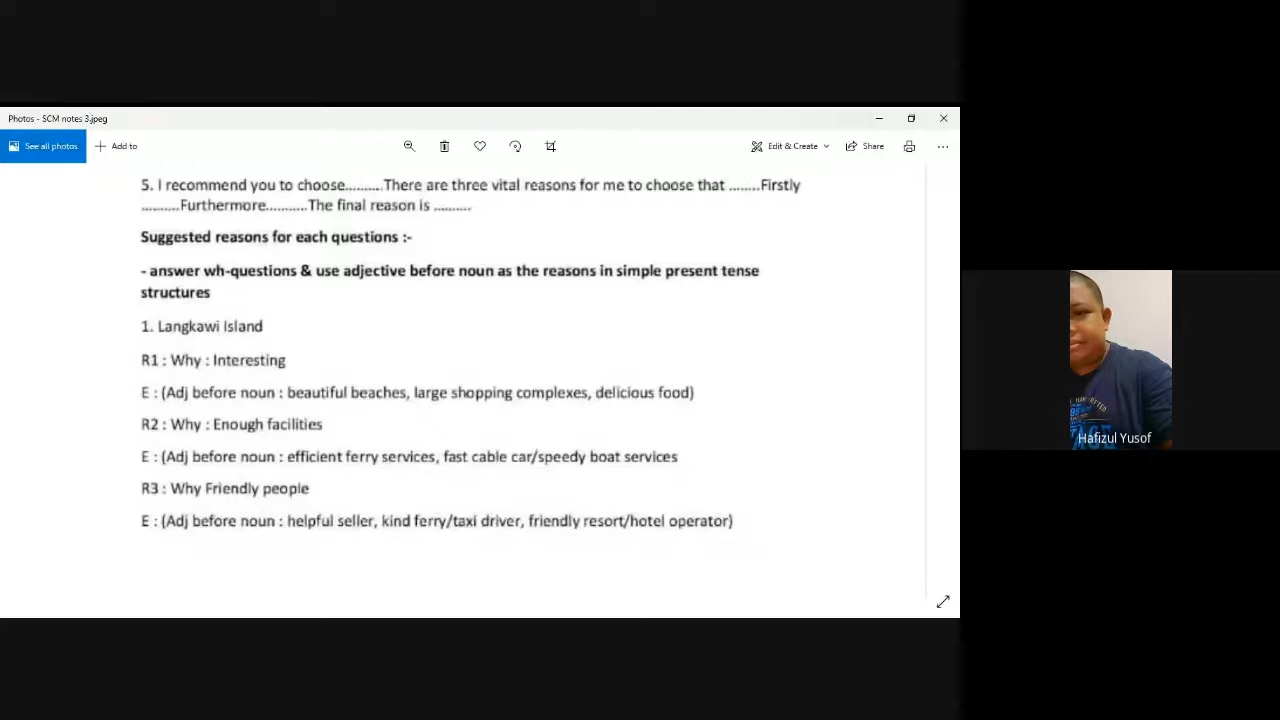 Photos - SCM notes 3.jpeg
See all photos
Add to
Edit & Create
Share
5. I recommend you to choose..........There are three vital reasons for me to choose that ........Firstly
..........Furthermore...........The final reason is ..........
Suggested reasons for each questions :-
- answer wh-questions & use adjective before noun as the reasons in simple present tense
structures
1. Langkawi Island
R1 : Why : Interesting
E : (Adj before noun : beautiful beaches, large shopping complexes, delicious food)
R2 : Why : Enough facilities
E : (Adj before noun : efficient ferry services, fast cable car/speedy boat services
R3 : Why Friendly people
E : (Adj before noun : helpful seller, kind ferry/taxi driver, friendly resort/hotel operator)
Hafizul Yusof